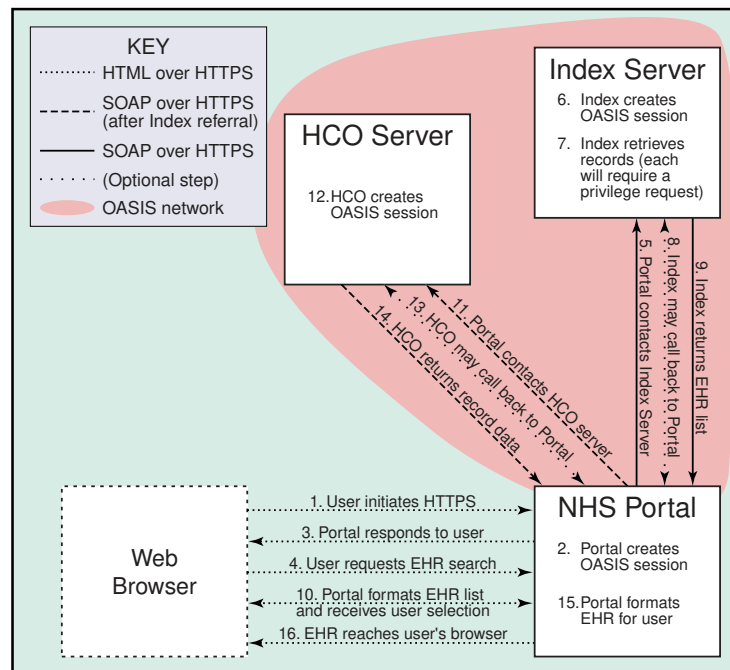 KEY
HTML over HTTPS
SOAP over HTTPS
(after Index referral)
SOAP over HTTPS
(Optional step)
OASIS network
HCO Server
12. HCO creates
OASIS session
Index Server
6. Index creates
OASIS session
7. Index retrieves
records (each
will require a
privilege request)
5. Portal contacts Index Server
8. Index may call back to Portal
9. Index returns EHR list
11. Portal contacts HCO server
13. HCO may call back to Portal
14. HCO returns record data
Web
Browser
1. User initiates HTTPS
3. Portal responds to user
4. User requests EHR search
10. Portal formats EHR list
and receives user selection
16. EHR reaches user's browser
NHS Portal
2. Portal creates
OASIS session
15. Portal formats
EHR for user